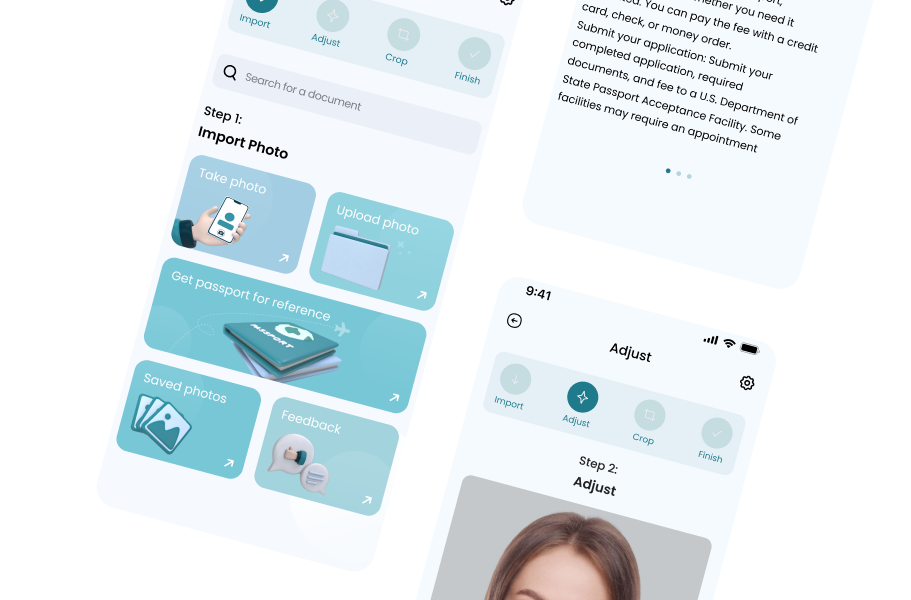 Import
Adjust
Crop
Finish
Search for a document
Step 1:
Import Photo
Take photo
Upload photo
Get passport for reference
PASSPORT
Saved photos
Feedback
you need it
You can pay the fee with a credit
card, check, or money order.
Submit your application: Submit your
completed application, required
documents, and fee to a U.S. Department of
State Passport Acceptance Facility. Some
facilities may require an appointment
9:41
Adjust
Import
Adjust
Crop
Finish
Step 2:
Adjust